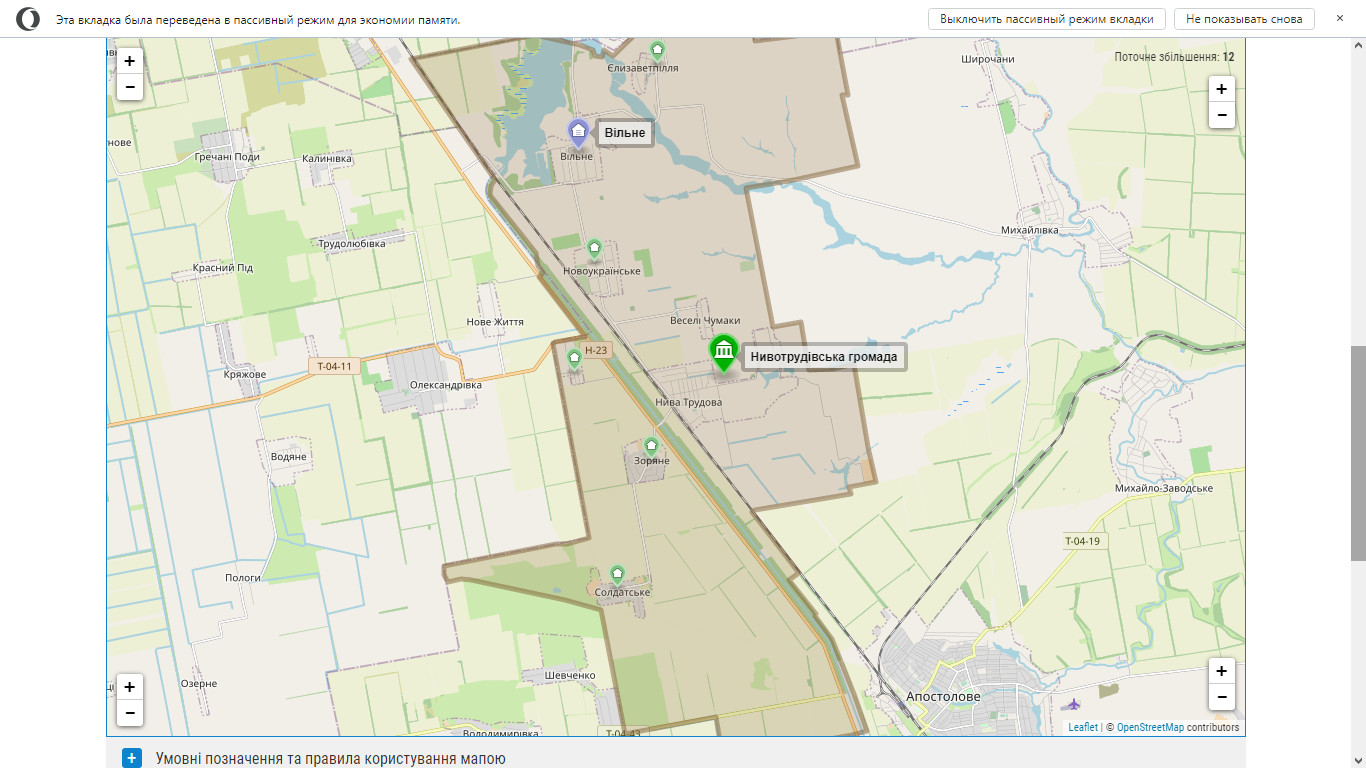 Эта вкладка была переведена в пассивный режим для экономии памяти.
Выключить пассивный режим вкладки
Не показывать снова
×
+
−
Поточне збільшення: 12
+
−
Єлизаветпілля
Широчани
Вільне
Вільне
нове
Гречані Поди
Калинівка
Трудолюбівка
Михайлівка
Красний Під
Новоукраїнське
Нове Життя
Веселі Чумаки
Н-23
Нивотрудівська громада
Т-04-11
Кряжове
Олександрівка
Нива Трудова
Водяне
Зоряне
Михайло-Заводське
Т-04-19
Пологи
Солдатське
Озерне
Шевченко
Апостолове
+
−
+
−
Володимирівка
Т-04-43
Leaflet | © OpenStreetMap contributors
+
Умовні позначення та правила користування мапою